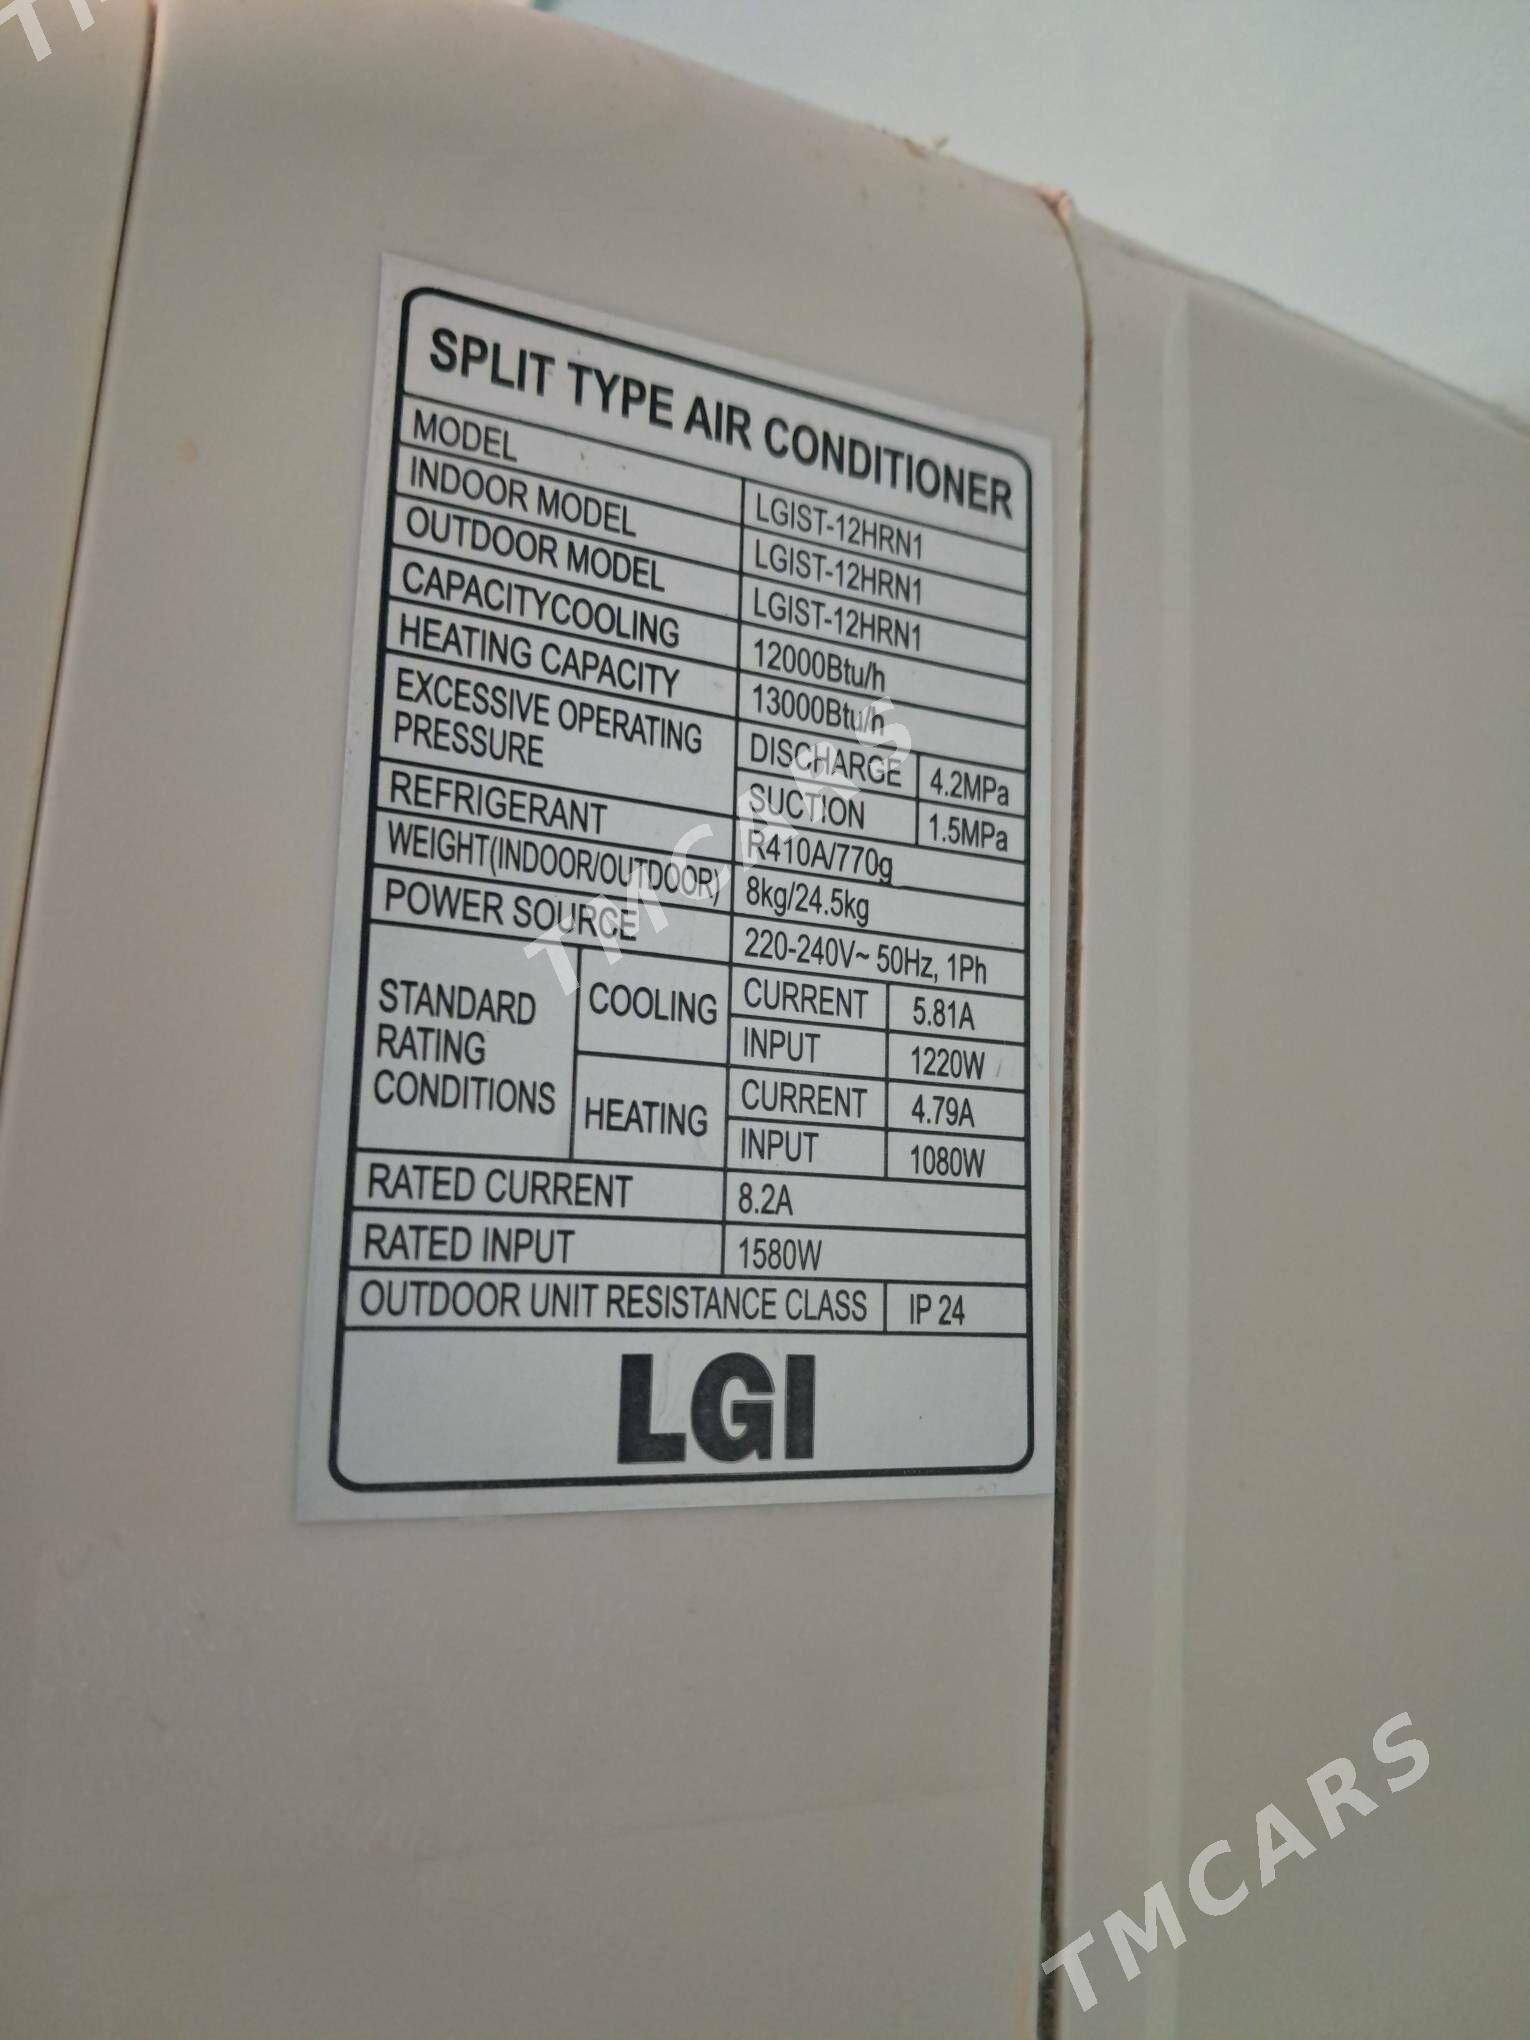 SPLIT TYPE AIR CONDITIONER
MODEL LGIST-12HRN1
INDOOR MODEL LGIST-12HRN1
OUTDOOR MODEL LGIST-12HRN1
CAPACITYCOOLING 12000Btu/h
HEATING CAPACITY 13000Btu/h
EXCESSIVE OPERATING PRESSURE DISCHARGE 4.2MPa
SUCTION 1.5MPa
REFRIGERANT R410A/770g
WEIGHT(INDOOR/OUTDOOR) 8kg/24.5kg
POWER SOURCE 220-240V~ 50Hz, 1Ph
STANDARD RATING CONDITIONS COOLING CURRENT 5.81A
INPUT 1220W
HEATING CURRENT 4.79A
INPUT 1080W
RATED CURRENT 8.2A
RATED INPUT 1580W
OUTDOOR UNIT RESISTANCE CLASS IP 24
LGI
TMCARS
TMCARS